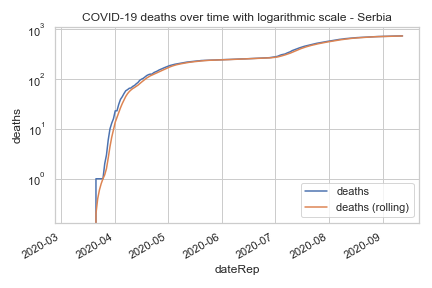 COVID-19 deaths over time with logarithmic scale - Serbia
10³
10²
10¹
10⁰
deaths
deaths
deaths (rolling)
2020-03
2020-04
2020-05
2020-06
2020-07
2020-08
2020-09
dateRep